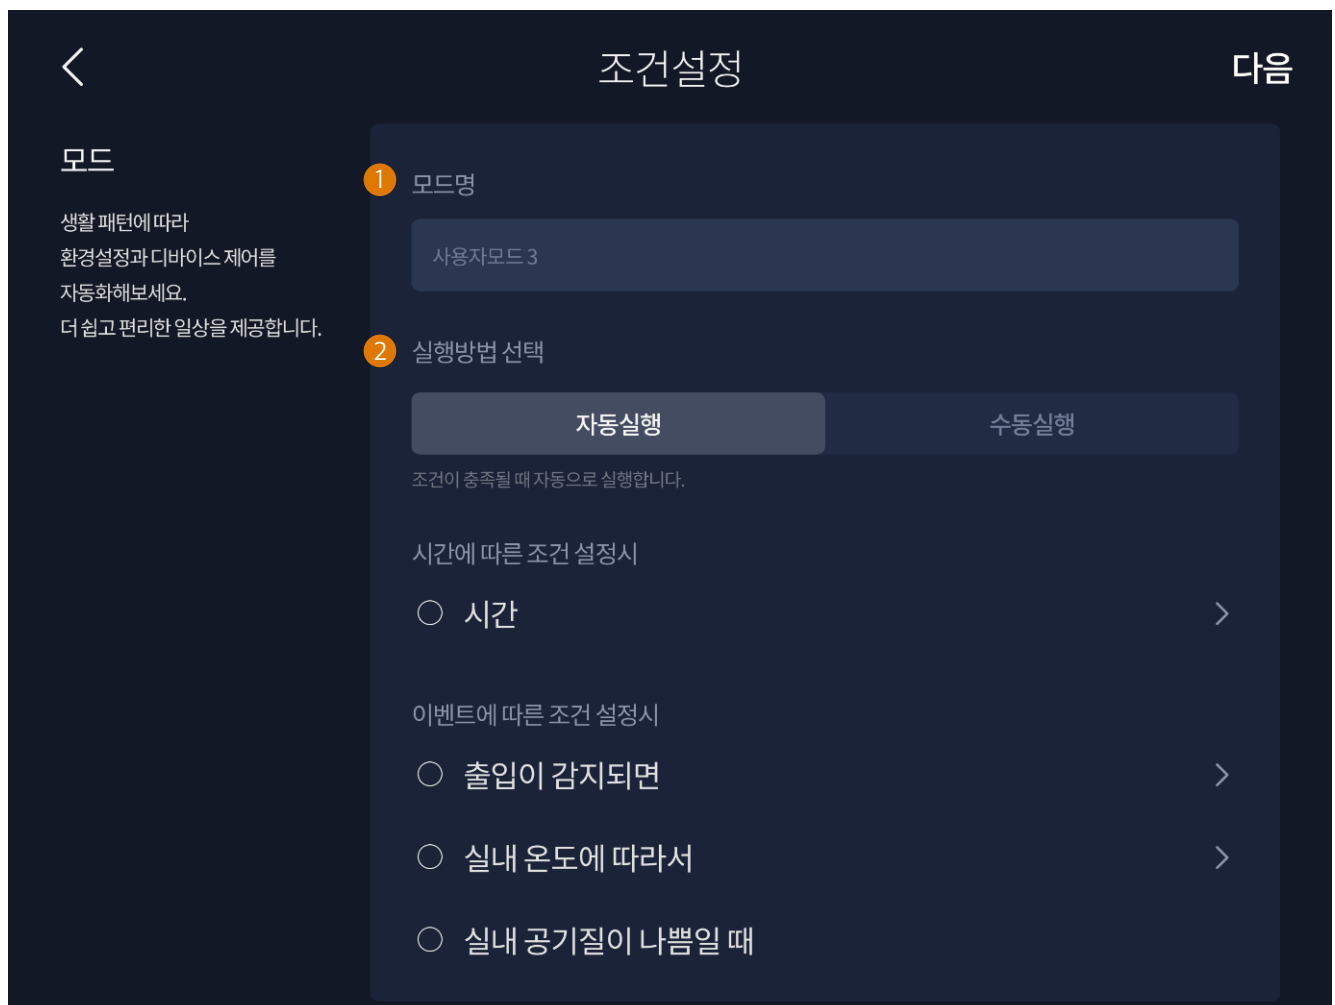 조건설정
다음
모드
생활 패턴에 따라
환경설정과 디바이스 제어를
자동화해보세요.
더 쉽고 편리한 일상을 제공합니다.
1 모드명
사용자모드 3
2 실행방법 선택
자동실행 수동실행
조건이 충족될 때 자동으로 실행합니다.
시간에 따른 조건 설정시
시간
이벤트에 따른 조건 설정시
출입이 감지되면
실내 온도에 따라서
실내 공기질이 나쁨일 때